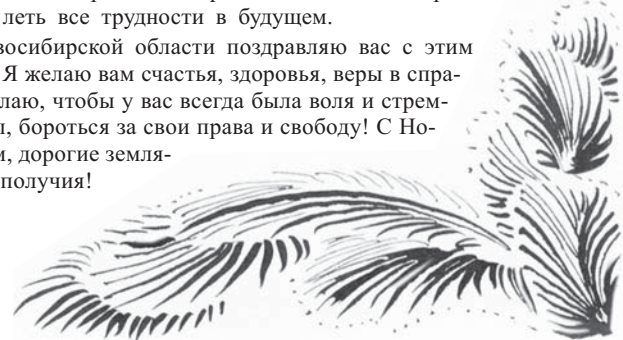 леть все трудности в будущем.
восибирской области поздравляю вас с этим
Я желаю вам счастья, здоровья, веры в спра-
лаю, чтобы у вас всегда была воля и стрем-
ы, бороться за свои права и свободу! С Но-
м, дорогие земля-
получия!